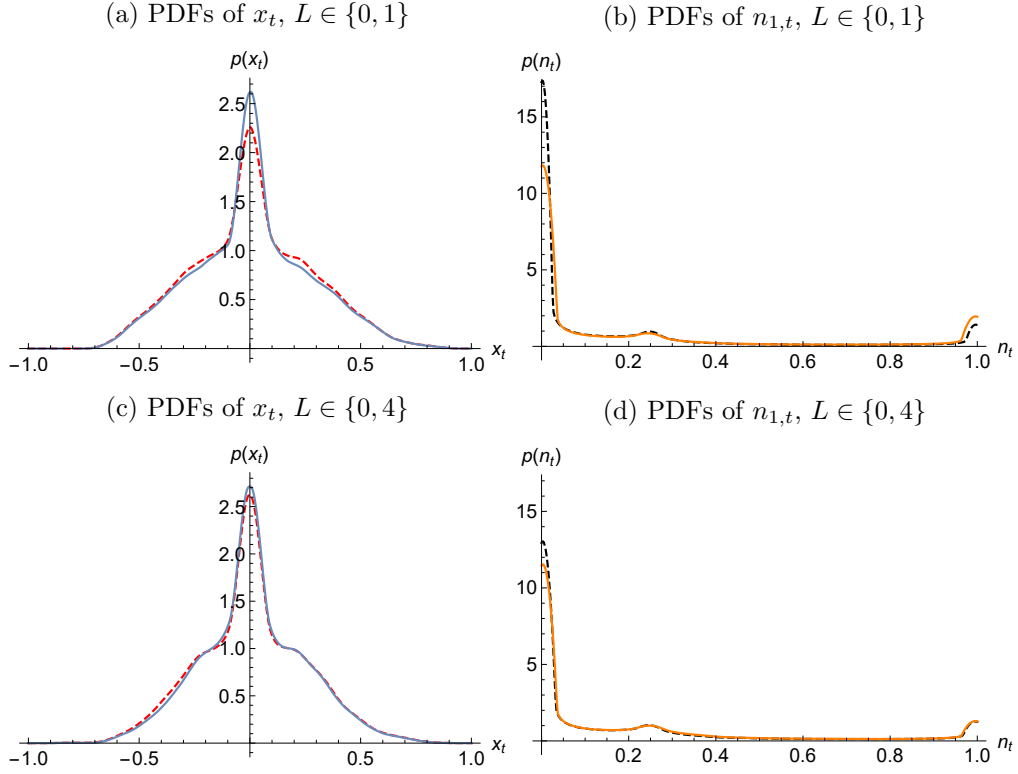 (a) PDFs of x_t, L ∈ {0, 1}
(b) PDFs of n_{1,t}, L ∈ {0, 1}
p(x_t)
2.5
2.0
1.5
1.0
0.5
−1.0 −0.5 0.5 1.0 x_t
p(n_t)
15
10
5
0.2 0.4 0.6 0.8 1.0 n_t
(c) PDFs of x_t, L ∈ {0, 4}
(d) PDFs of n_{1,t}, L ∈ {0, 4}
p(x_t)
2.5
2.0
1.5
1.0
0.5
−1.0 −0.5 0.5 1.0 x_t
p(n_t)
15
10
5
0.2 0.4 0.6 0.8 1.0 n_t